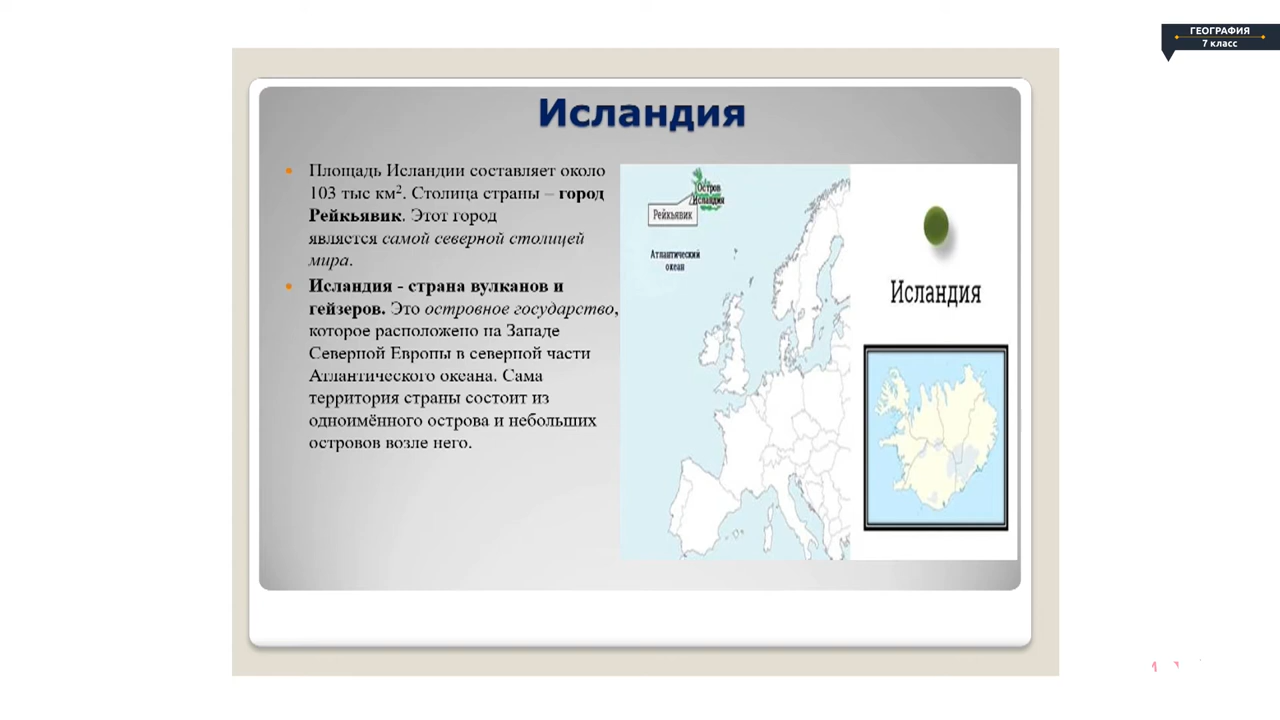 ГЕОГРАФИЯ
7 класс
Исландия
Площадь Исландии составляет около
103 тыс км². Столица страны – город
Рейкьявик. Этот город
является самой северной столицей
мира.
Исландия - страна вулканов и
гейзеров. Это островное государство,
которое расположено на Западе
Северной Европы в северной части
Атлантического океана. Сама
территория страны состоит из
одноимённого острова и небольших
островов возле него.
Остров
Исландия
Рейкьявик
Атлантический
океан
Исландия